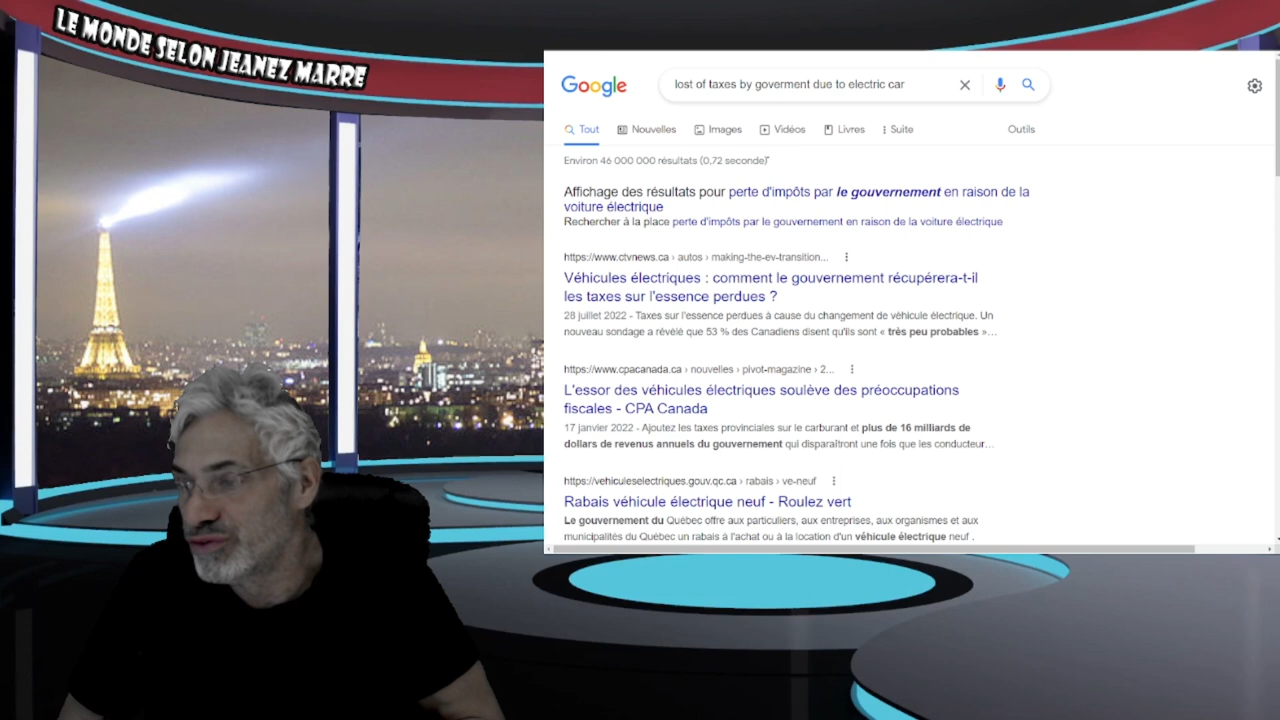 LE MONDE SELON JEANEZ MARRE
Google
lost of taxes by goverment due to electric car
Tout
Nouvelles
Images
Vidéos
Livres
Suite
Outils
Environ 46 000 000 résultats (0,72 seconde)
Affichage des résultats pour perte d'impôts par le gouvernement en raison de la
voiture électrique
Rechercher à la place perte d'impôts par le gouvernement en raison de la voiture électrique
https://www.ctvnews.ca › autos › making-the-ev-transition...
Véhicules électriques : comment le gouvernement récupérera-t-il
les taxes sur l'essence perdues ?
28 juillet 2022 - Taxes sur l'essence perdues à cause du changement de véhicule électrique. Un
nouveau sondage a révélé que 53 % des Canadiens disent qu'ils sont « très peu probables »...
https://www.cpacanada.ca › nouvelles › pivot-magazine › 2...
L'essor des véhicules électriques soulève des préoccupations
fiscales - CPA Canada
17 janvier 2022 - Ajoutez les taxes provinciales sur le carburant et plus de 16 milliards de
dollars de revenus annuels du gouvernement qui disparaîtront une fois que les conducteur...
https://vehiculeselectriques.gouv.qc.ca › rabais › ve-neuf
Rabais véhicule électrique neuf - Roulez vert
Le gouvernement du Québec offre aux particuliers, aux entreprises, aux organismes et aux
municipalités du Québec un rabais à l'achat ou à la location d'un véhicule électrique neuf .